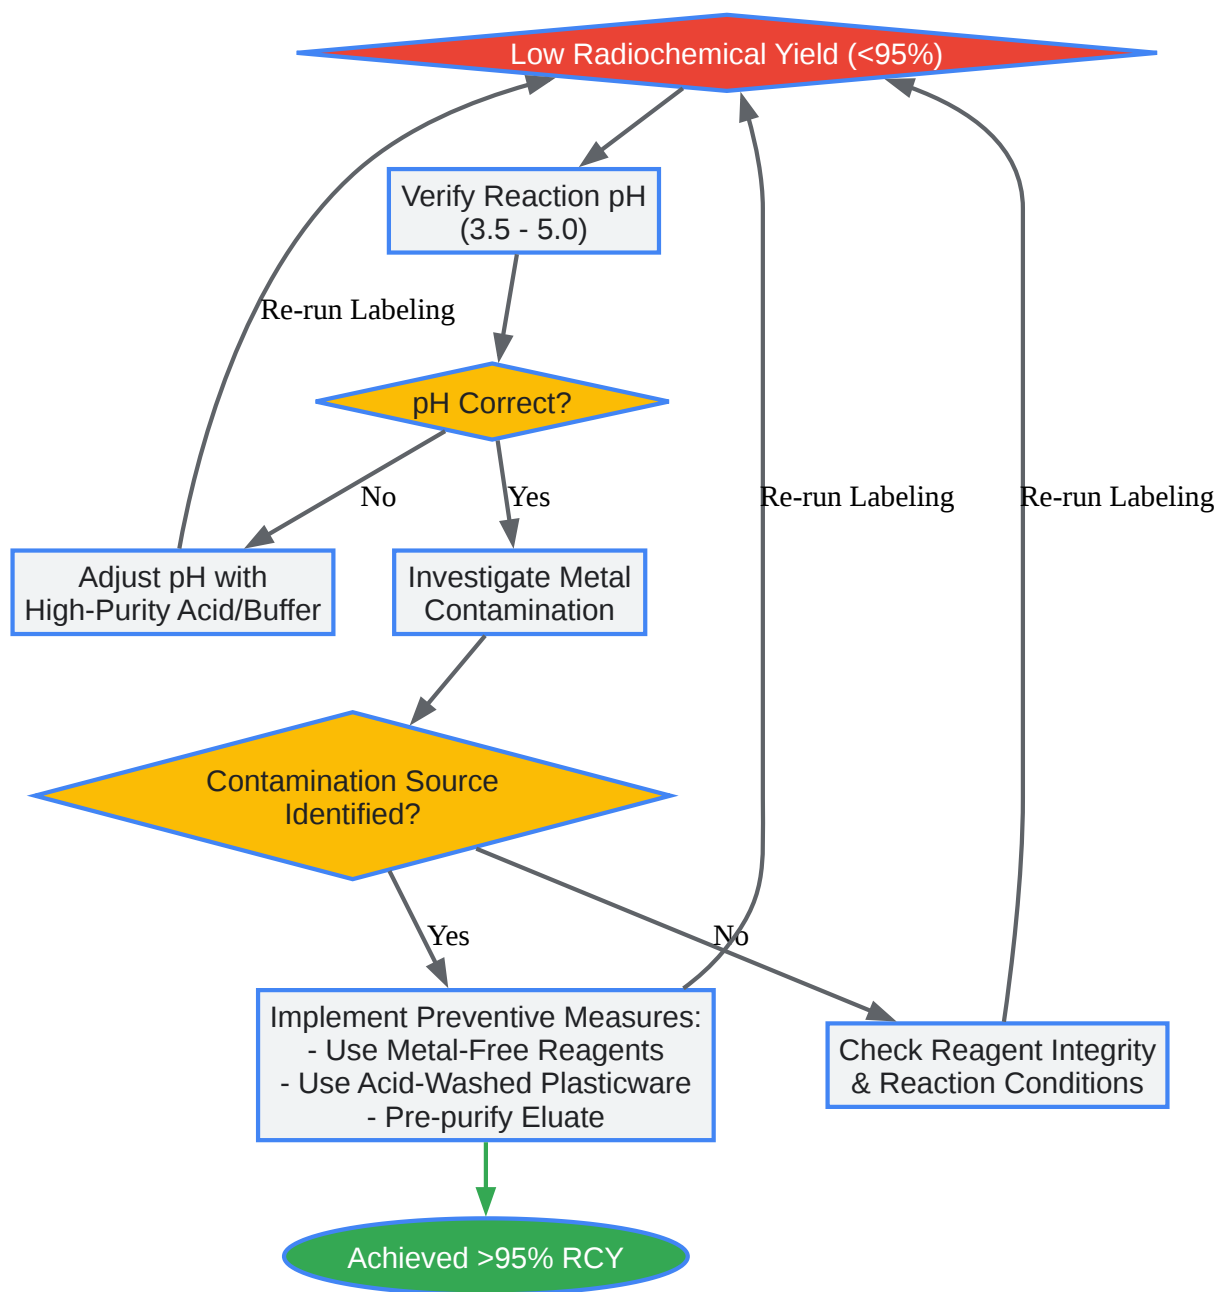 Low Radiochemical Yield (<95%)
Verify Reaction pH
(3.5 - 5.0)
Re-run Labeling
pH Correct?
No
Yes
Re-run Labeling
Re-run Labeling
Adjust pH with
High-Purity Acid/Buffer
Investigate Metal
Contamination
Contamination Source
Identified?
Yes
No
Implement Preventive Measures:
- Use Metal-Free Reagents
- Use Acid-Washed Plasticware
- Pre-purify Eluate
Check Reagent Integrity
& Reaction Conditions
Achieved >95% RCY